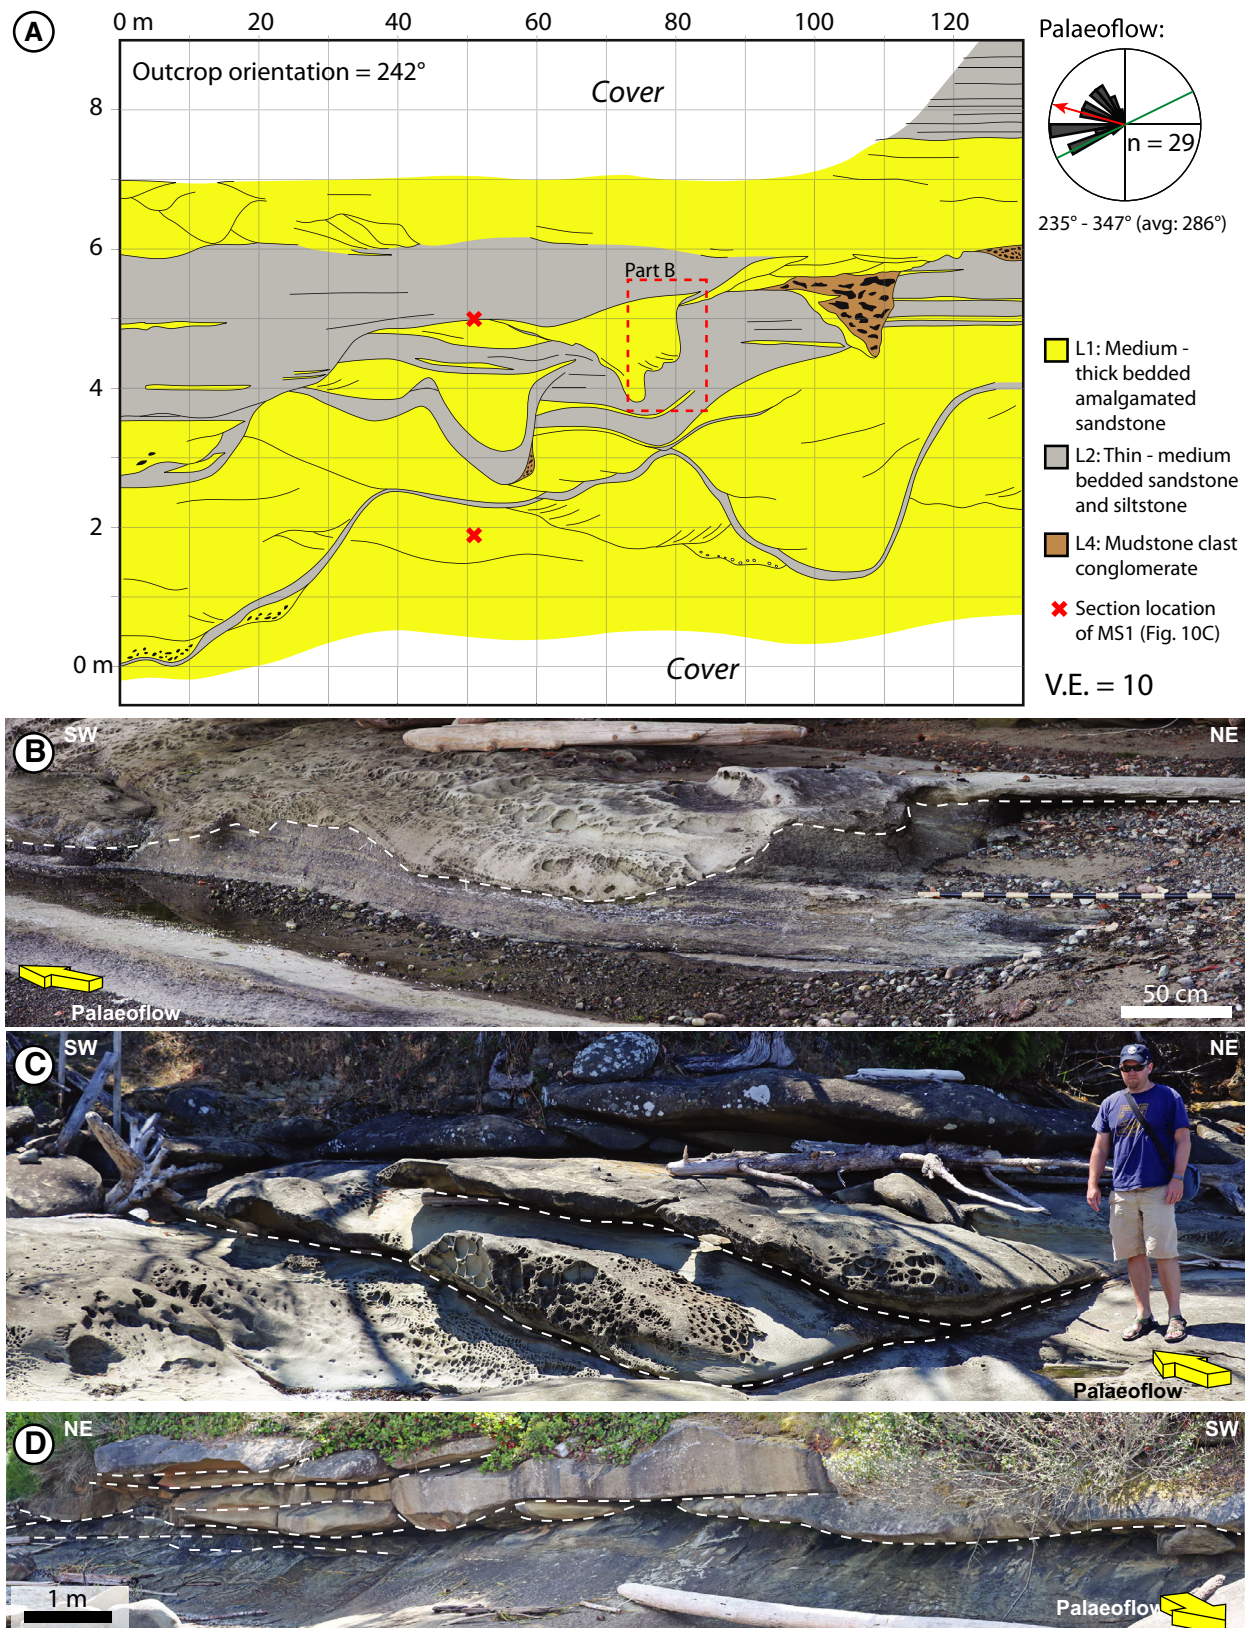 A
0 m 20 40 60 80 100 120
Outcrop orientation = 242°
Cover
8
6
Part B
4
2
0 m
Cover
Palaeoflow:
n = 29
235° - 347° (avg: 286°)
L1: Medium -
thick bedded
amalgamated
sandstone
L2: Thin - medium
bedded sandstone
and siltstone
L4: Mudstone clast
conglomerate
Section location
of MS1 (Fig. 10C)
V.E. = 10
B
SW
NE
Palaeoflow
50 cm
C
SW
NE
Palaeoflow
D
NE
SW
1 m
Palaeoflow